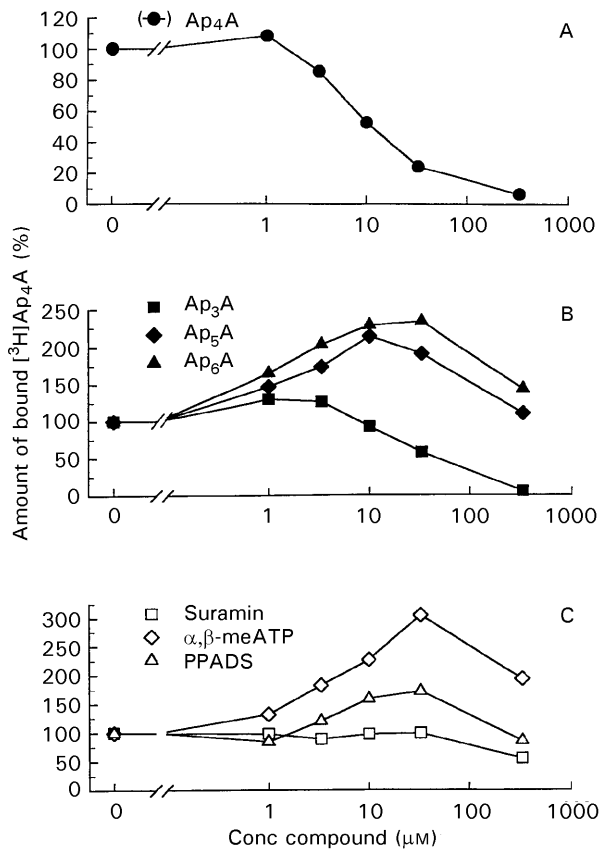 (-●-) Ap₄A
A
120
100
80
60
40
20
0
0 1 10 100 1000
Amount of bound [³H]Ap₄A (%)
Ap₃A
Ap₅A
Ap₆A
B
250
200
150
100
50
0
0 1 10 100 1000
Suramin
α,β-meATP
PPADS
C
300
250
200
150
100
50
0
0 1 10 100 1000
Conc compound (μM)